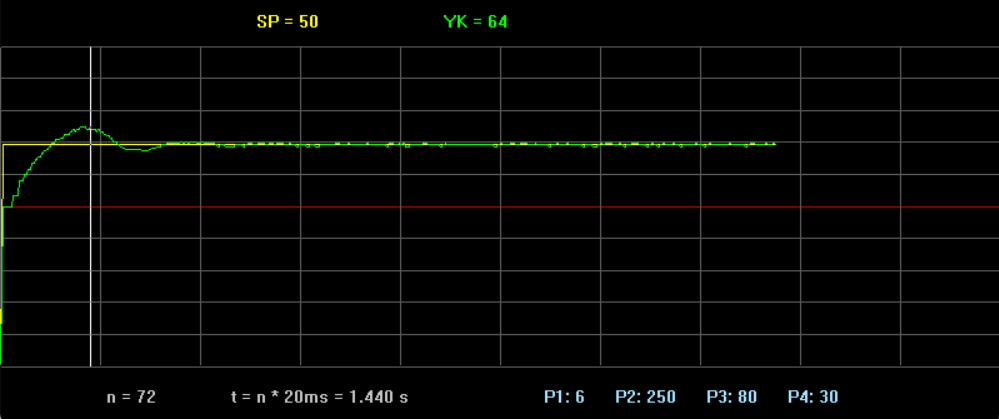 SP = 50 YK = 64
n = 72 t = n * 20ms = 1.440 s P1: 6 P2: 250 P3: 80 P4: 30